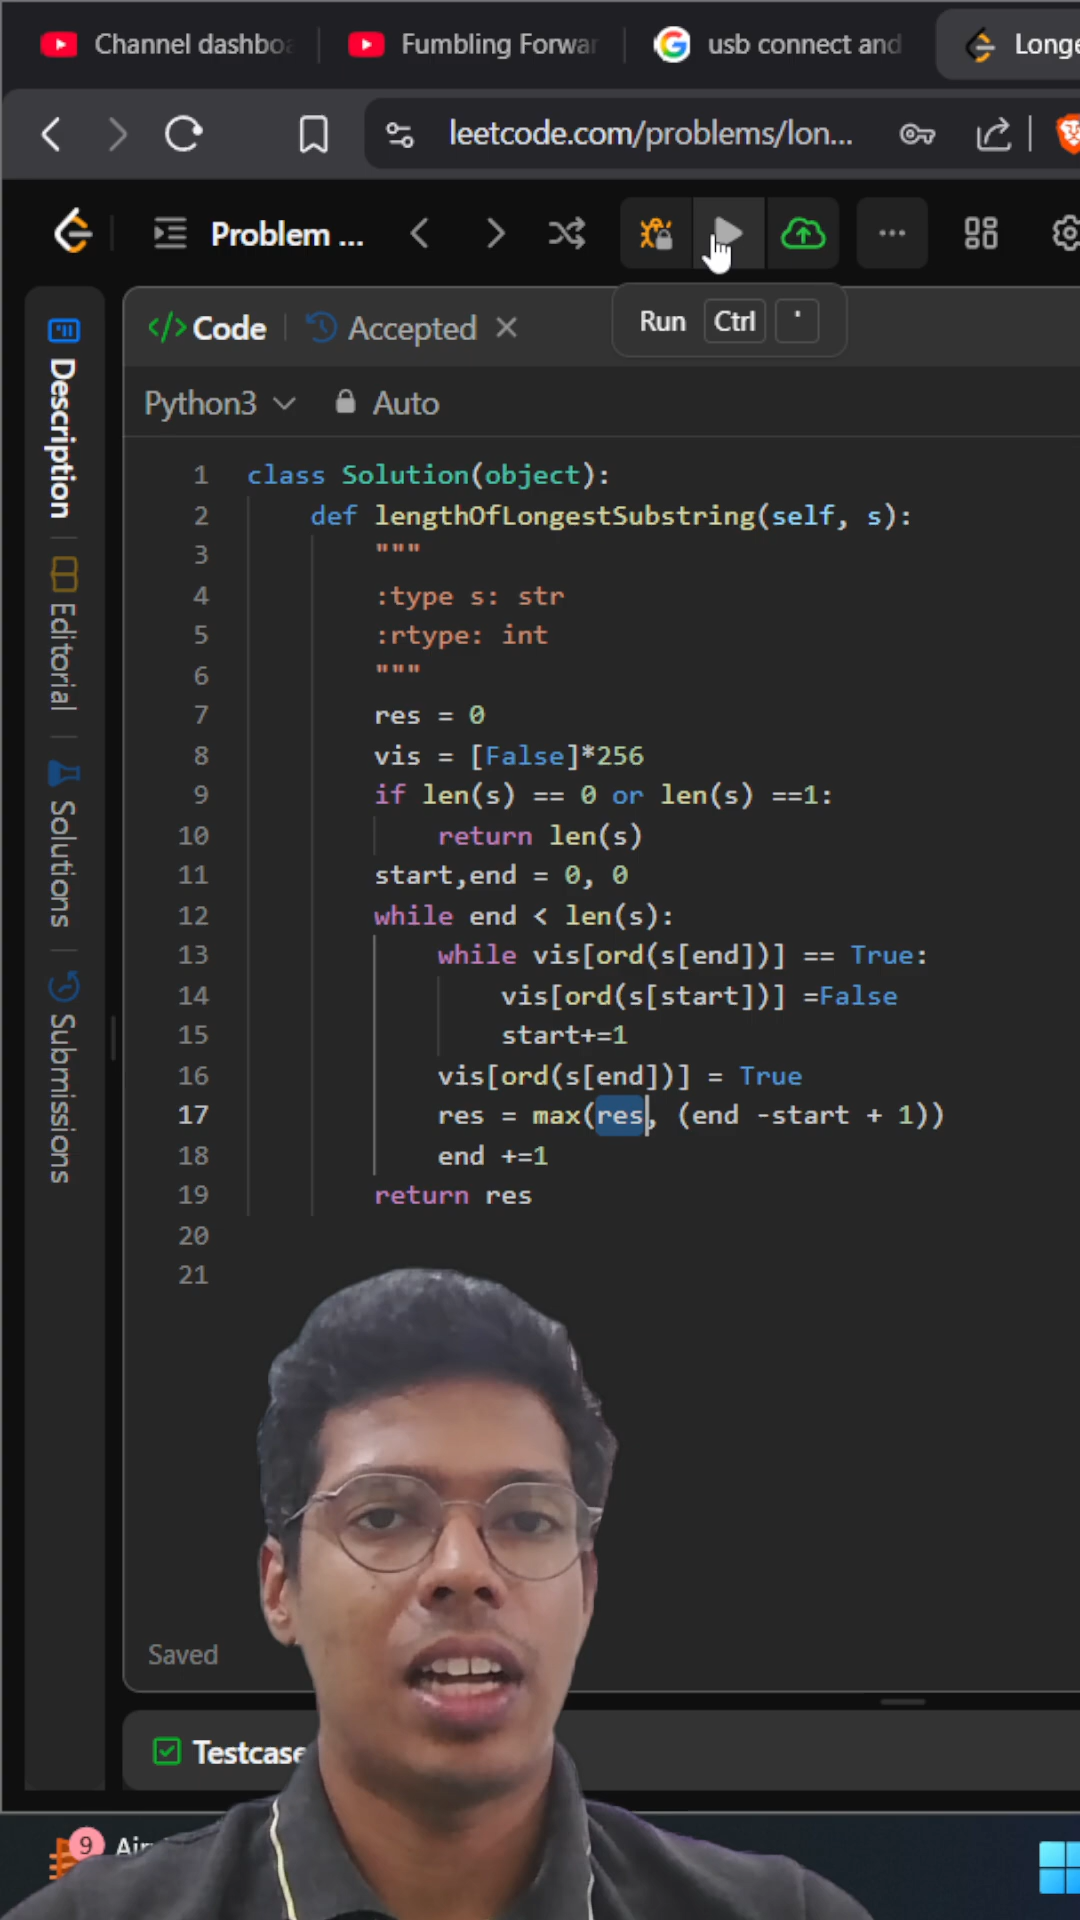 Channel dashboa
Fumbling Forwar
usb connect and
Longe
leetcode.com/problems/lon...
Problem ...
Code
Accepted
Run Ctrl '
Python3
Auto
Description
Editorial
Solutions
Submissions
1 class Solution(object):
2 def lengthOfLongestSubstring(self, s):
3 """
4 :type s: str
5 :rtype: int
6 """
7 res = 0
8 vis = [False]*256
9 if len(s) == 0 or len(s) ==1:
10 return len(s)
11 start,end = 0, 0
12 while end < len(s):
13 while vis[ord(s[end])] == True:
14 vis[ord(s[start])] =False
15 start+=1
16 vis[ord(s[end])] = True
17 res = max(res, (end -start + 1))
18 end +=1
19 return res
20
21
Saved
Testcase
9
Air